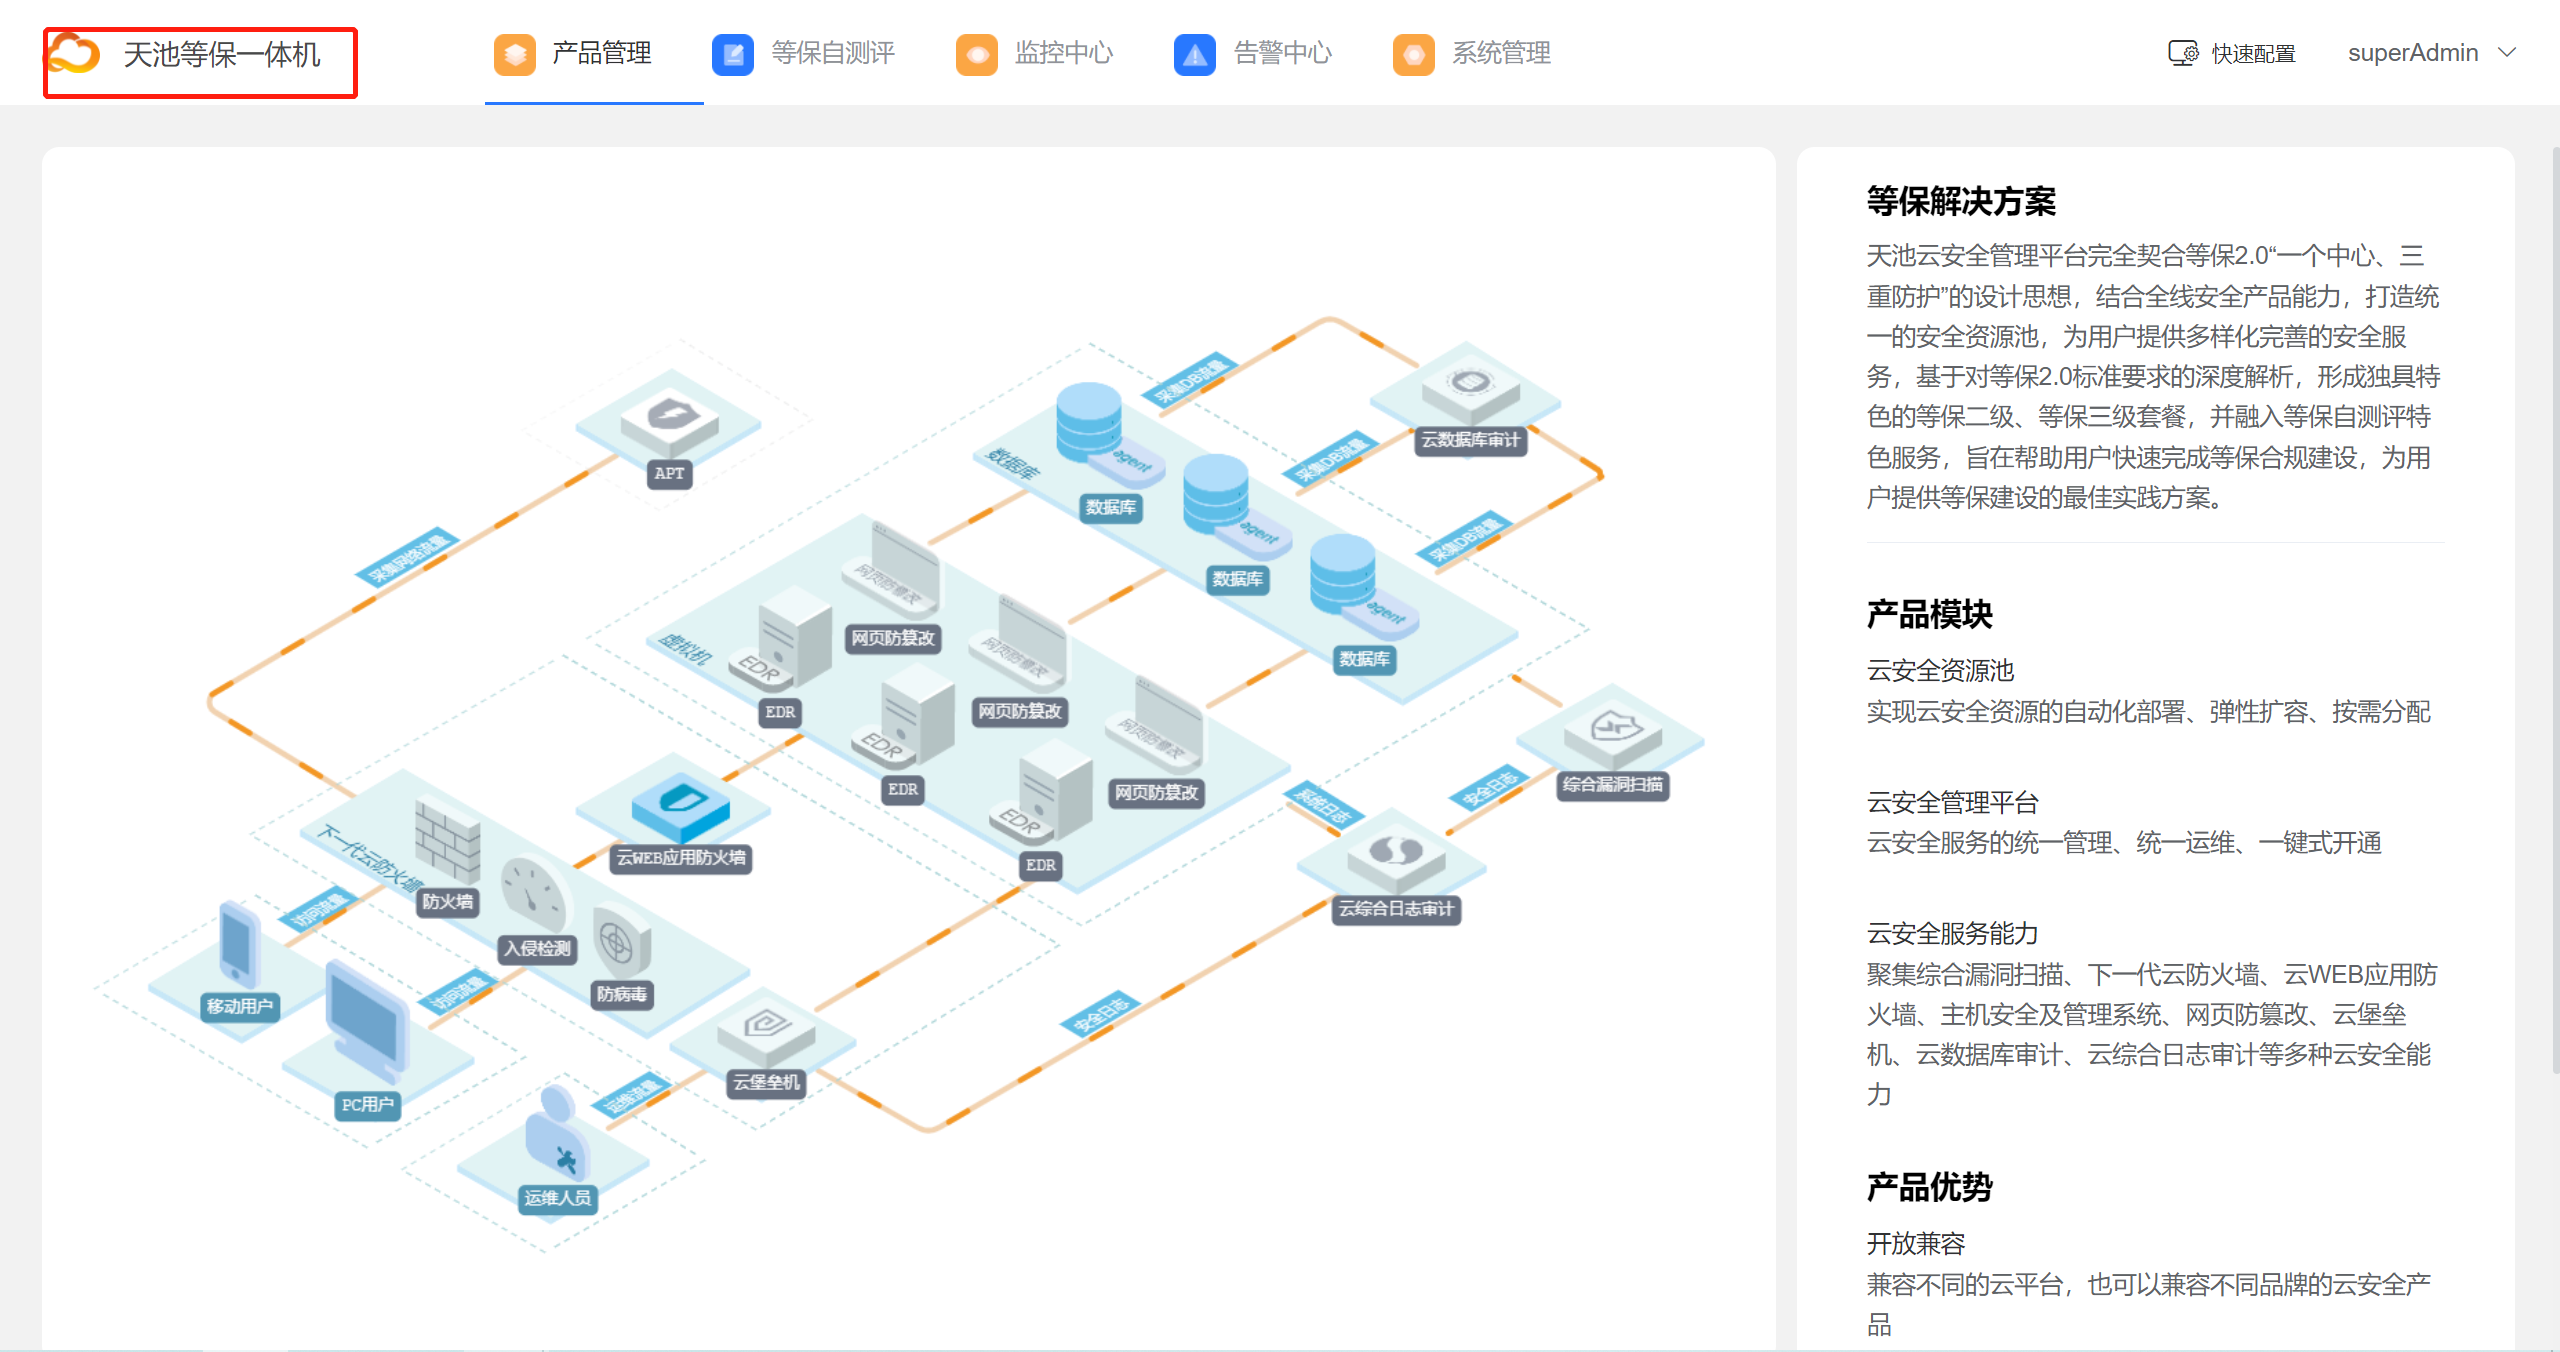 天池等保一体机
产品管理
等保自测评
监控中心
告警中心
系统管理
快速配置
superAdmin
采集DB流量
云数据库审计
APT
数据库
agent
数据库
采集DB流量
agent
数据库
采集DB流量
agent
数据库
采集网络流量
虚拟机
网页防篡改
网页防篡改
EDR
EDR
网页防篡改
网页防篡改
EDR
EDR
网页防篡改
网页防篡改
EDR
EDR
综合漏洞扫描
安全日志
系统日志
云综合日志审计
云WEB应用防火墙
下一代云防火墙
防火墙
入侵检测
防病毒
访问流量
移动用户
访问流量
PC用户
安全日志
云堡垒机
运维流量
运维人员
等保解决方案
天池云安全管理平台完全契合等保2.0“一个中心、三
重防护”的设计思想，结合全线安全产品能力，打造统
一的安全资源池，为用户提供多样化完善的安全服
务，基于对等保2.0标准要求的深度解析，形成独具特
色的等保二级、等保三级套餐，并融入等保自测评特
色服务，旨在帮助用户快速完成等保合规建设，为用
户提供等保建设的最佳实践方案。
产品模块
云安全资源池
实现云安全资源的自动化部署、弹性扩容、按需分配
云安全管理平台
云安全服务的统一管理、统一运维、一键式开通
云安全服务能力
聚集综合漏洞扫描、下一代云防火墙、云WEB应用防
火墙、主机安全及管理系统、网页防篡改、云堡垒
机、云数据库审计、云综合日志审计等多种云安全能
力
产品优势
开放兼容
兼容不同的云平台，也可以兼容不同品牌的云安全产
品